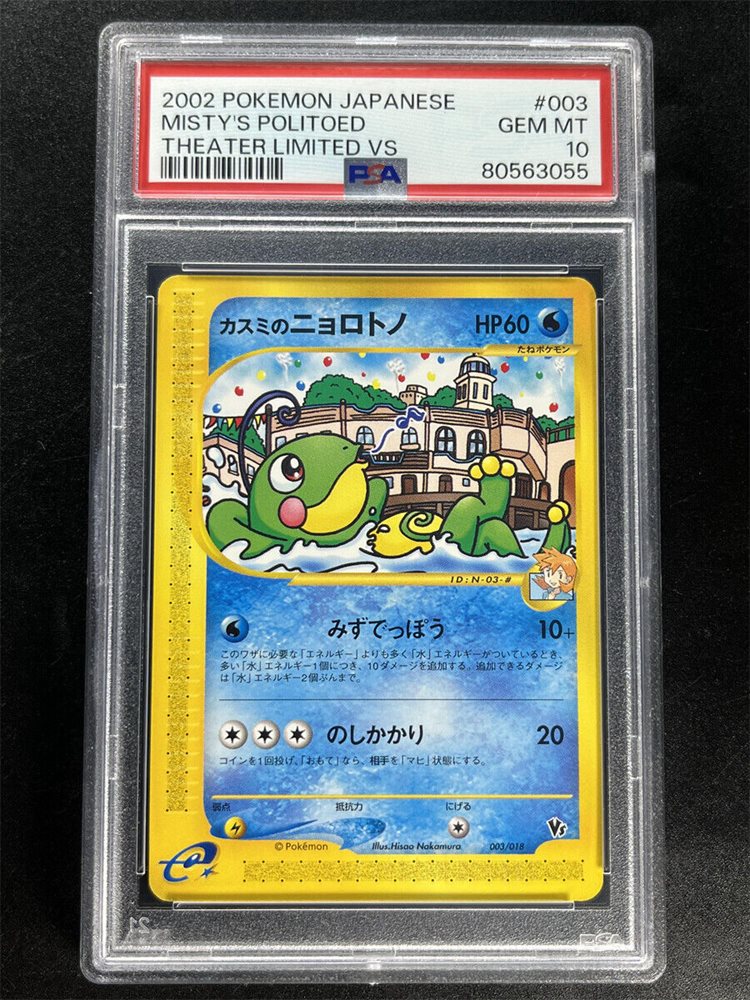 2002 POKEMON JAPANESE #003
MISTY'S POLITOED GEM MT
THEATER LIMITED VS 10
PSA 80563055
カスミのニョロトノ HP60
たねポケモン
ID:N-03-#
みずでっぽう 10+
このワザに必要な「エネルギー」よりも多く「水」エネルギーがついているとき、
多い「水」エネルギー1個につき、10ダメージを追加する。追加できるダメージ
は「水」エネルギー2個ぶんまで。
のしかかり 20
コインを1回投げ、「おもて」なら、相手を「マヒ」状態にする。
弱点 抵抗力 にげる
©Pokémon Illus.Hisao Nakamura 003/018 Vs
e